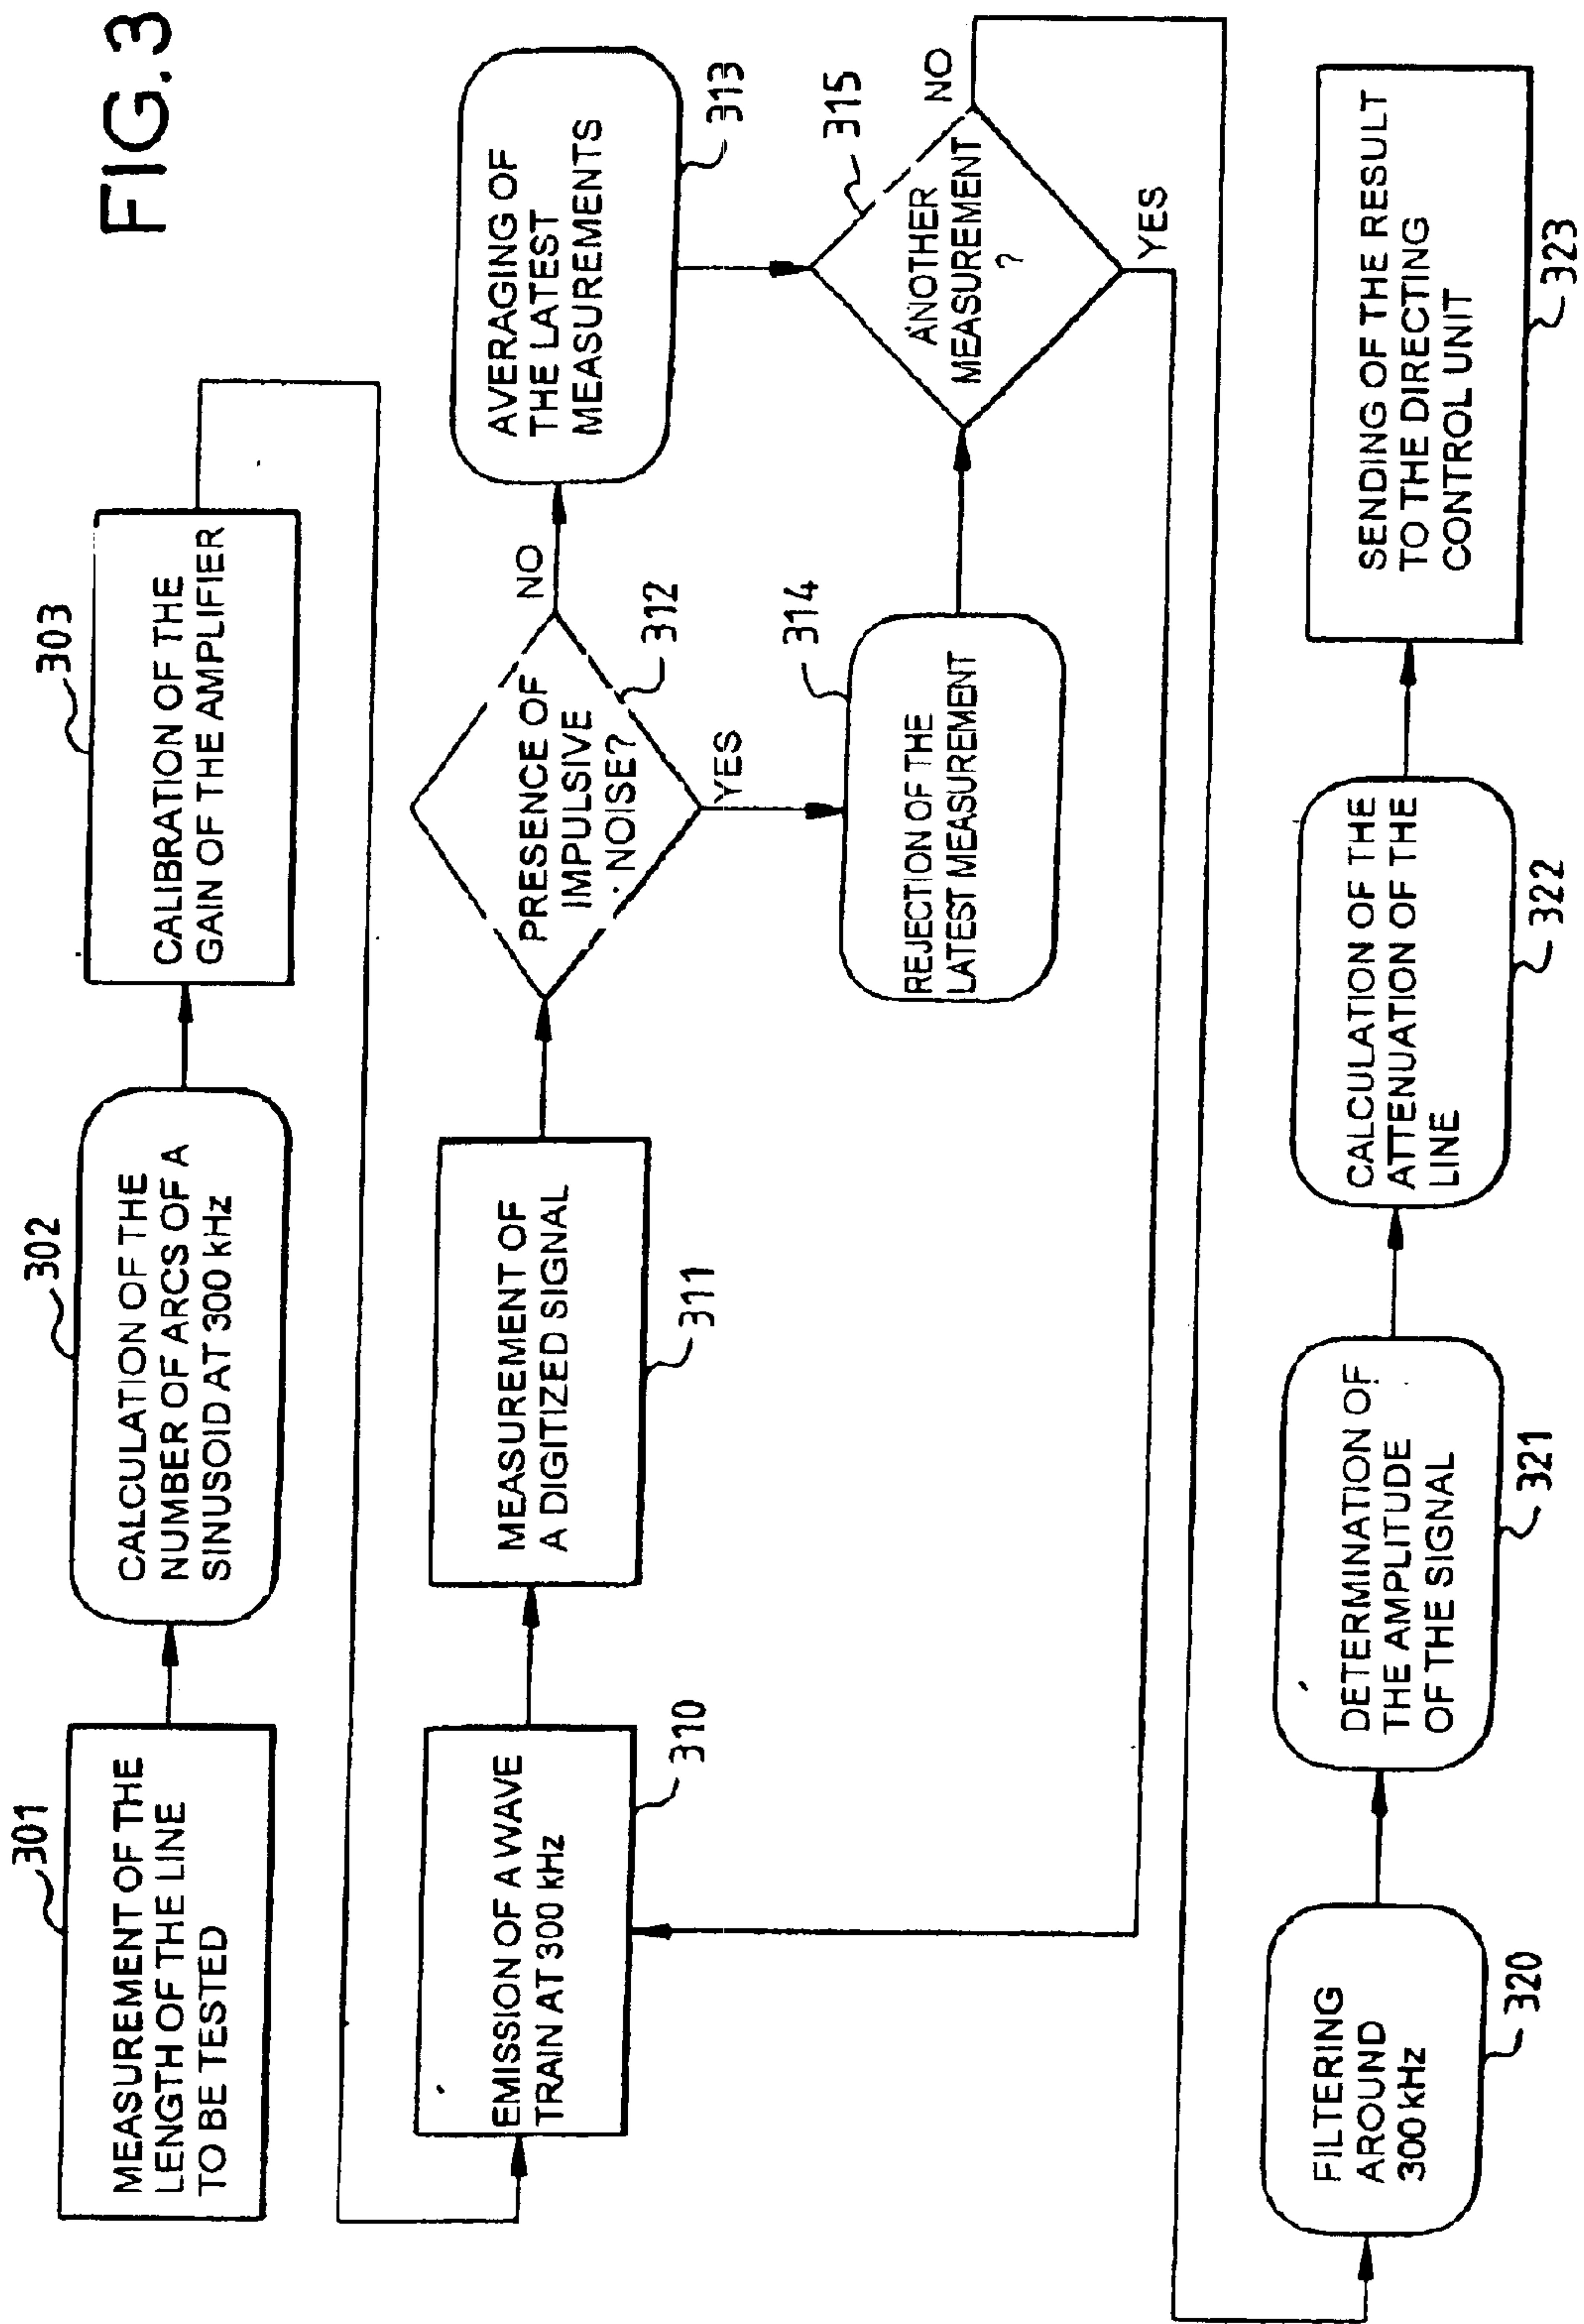 FIG.3
301
MEASUREMENT OF THE
LENGTH OF THE LINE
TO BE TESTED
302
CALCULATION OF THE
NUMBER OF ARCS OF A
SINUSOID AT 300 kHz
303
CALIBRATION OF THE
GAIN OF THE AMPLIFIER
EMISSION OF A WAVE
TRAIN AT 300 kHz
310
MEASUREMENT OF
A DIGITIZED SIGNAL
311
PRESENCE OF
IMPULSIVE
NOISE?
312
NO
YES
AVERAGING OF
THE LATEST
MEASUREMENTS
313
314
REJECTION OF THE
LATEST MEASUREMENT
315
ANOTHER
MEASUREMENT
?
NO
YES
FILTERING
AROUND
300 kHz
320
DETERMINATION OF
THE AMPLITUDE
OF THE SIGNAL
321
CALCULATION OF THE
ATTENUATION OF THE
LINE
322
SENDING OF THE RESULT
TO THE DIRECTING
CONTROL UNIT
323